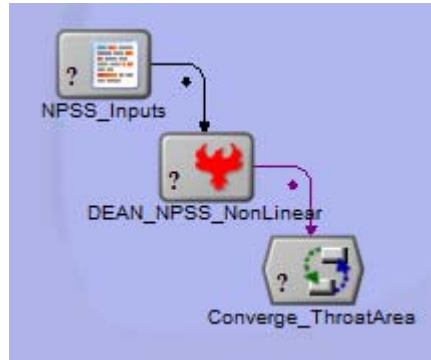 ?
NPSS_Inputs
?
DEAN_NPSS_NonLinear
?
Converge_ThroatArea